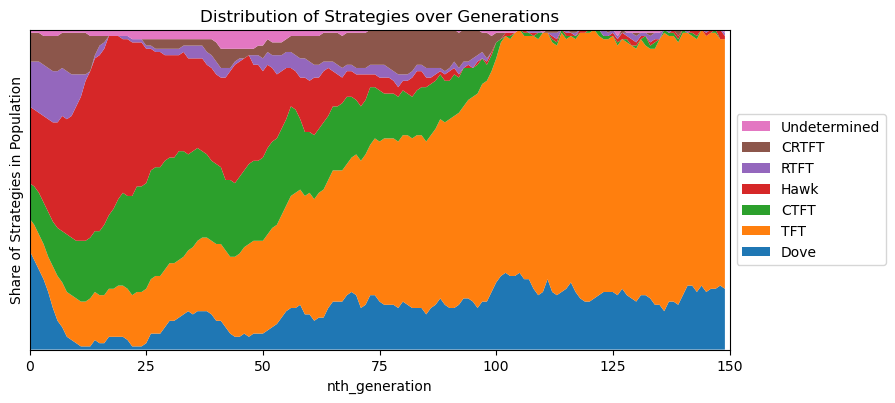 Distribution of Strategies over Generations
Share of Strategies in Population
0 25 50 75 100 125 150
nth_generation
Undetermined
CRTFT
RTFT
Hawk
CTFT
TFT
Dove